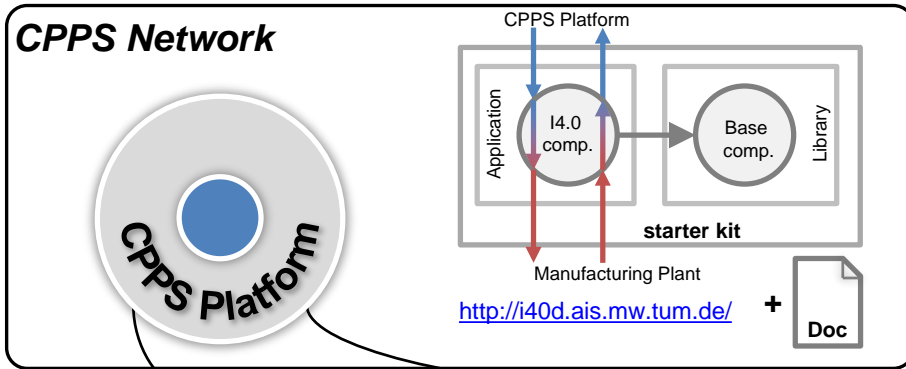 CPPS Network
CPPS Platform
CPPS Platform
Application
I4.0
comp.
Base
comp.
Library
starter kit
Manufacturing Plant
http://i40d.ais.mw.tum.de/
+
Doc